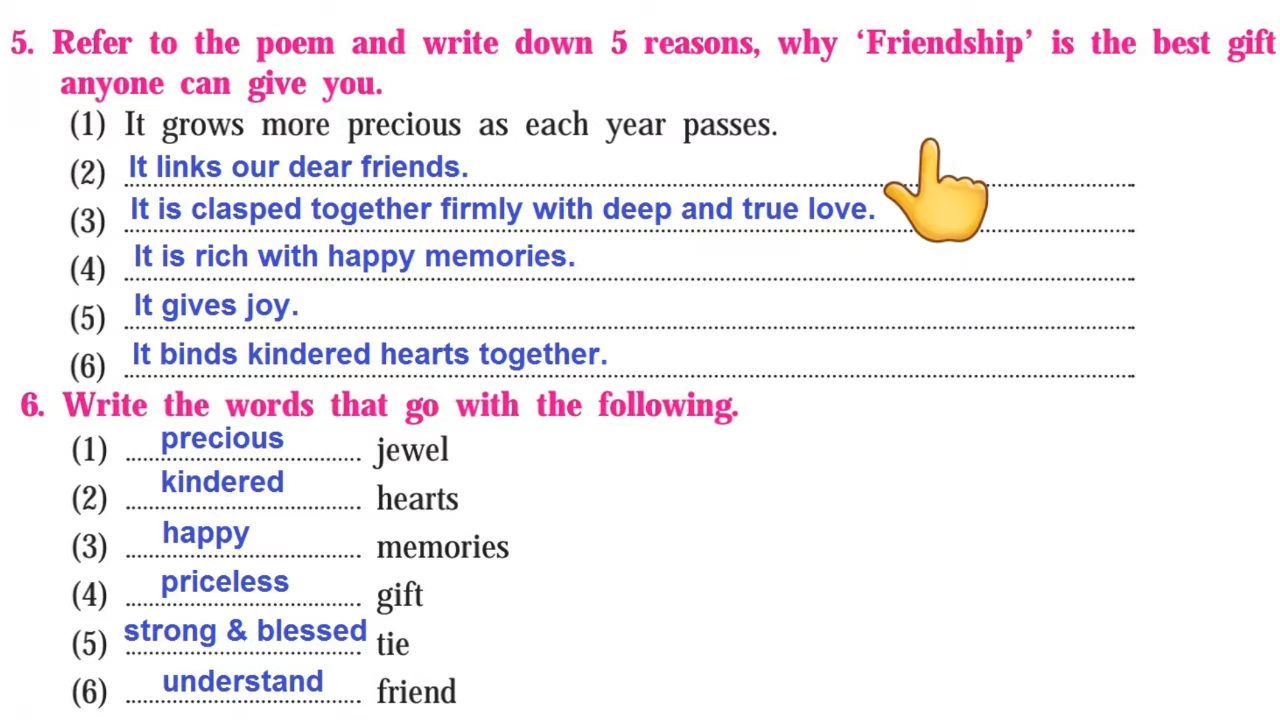 5. Refer to the poem and write down 5 reasons, why ‘Friendship’ is the best gift
anyone can give you.
(1) It grows more precious as each year passes.
(2) It links our dear friends.
(3) It is clasped together firmly with deep and true love.
(4) It is rich with happy memories.
(5) It gives joy.
(6) It binds kindered hearts together.
6. Write the words that go with the following.
(1) precious jewel
(2) kindered hearts
(3) happy memories
(4) priceless gift
(5) strong & blessed tie
(6) understand friend